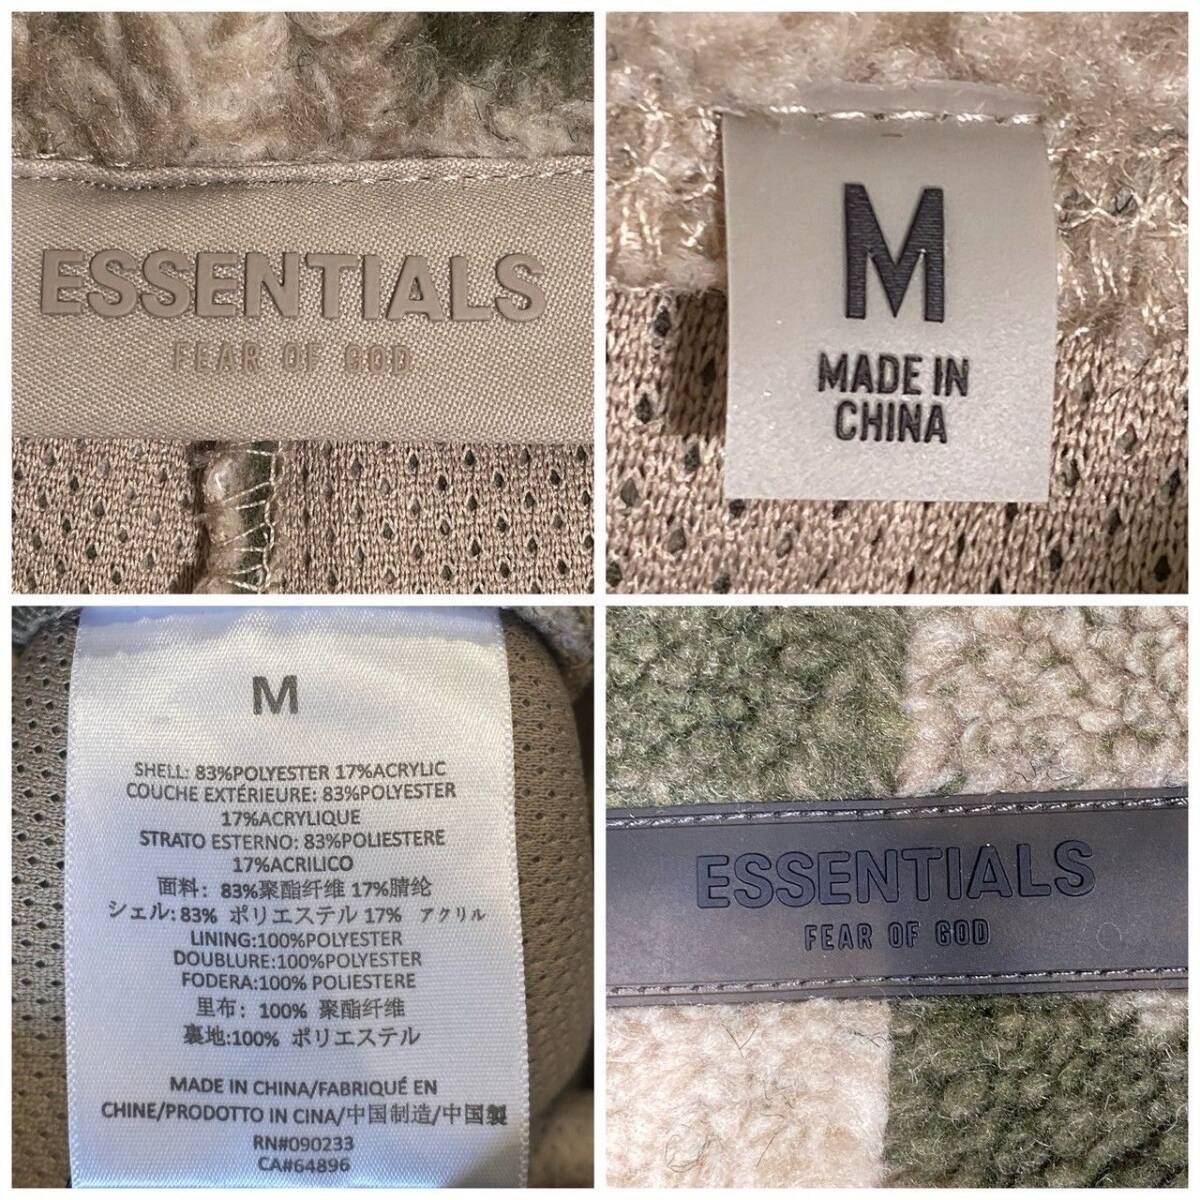 ESSENTIALS
FEAR OF GOD
M
MADE IN
CHINA
M
SHELL: 83%POLYESTER 17%ACRYLIC
COUCHE EXTÉRIEURE: 83%POLYESTER
17%ACRYLIQUE
STRATO ESTERNO: 83%POLIESTERE
17%ACRILICO
面料: 83%聚酯纤维 17%腈纶
シェル:83% ポリエステル 17% アクリル
LINING:100%POLYESTER
DOUBLURE:100%POLYESTER
FODERA:100% POLIESTERE
里布: 100% 聚酯纤维
裏地:100% ポリエステル
MADE IN CHINA/FABRIQUÉ EN
CHINE/PRODOTTO IN CINA/中国制造/中国製
RN#090233
CA#64896
ESSENTIALS
FEAR OF GOD